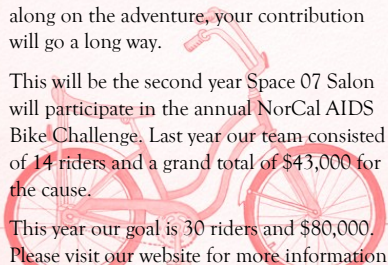 along on the adventure, your contribution
will go a long way.
This will be the second year Space 07 Salon
will participate in the annual NorCal AIDS
Bike Challenge. Last year our team consisted
of 14 riders and a grand total of $43,000 for
the cause.
This year our goal is 30 riders and $80,000.
Please visit our website for more information